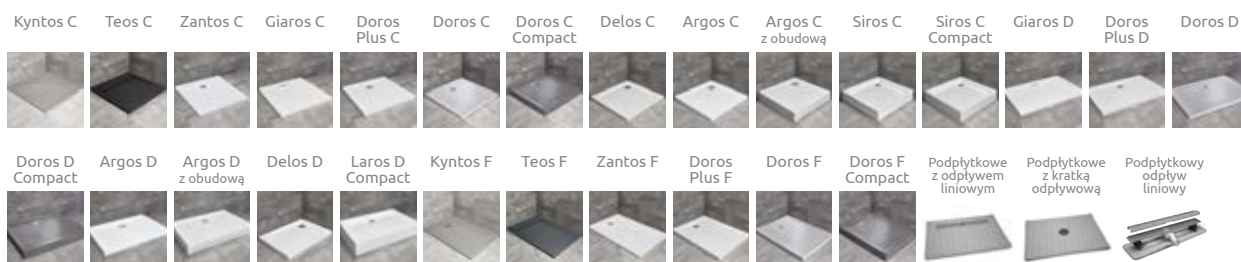 Kyntos C
Teos C
Zantos C
Giaros C
Doros
Plus C
Doros C
Doros C
Compact
Delos C
Argos C
Argos C
z obudową
Siros C
Siros C
Compact
Giaros D
Doros
Plus D
Doros D
Doros D
Compact
Argos D
Argos D
z obudową
Delos D
Laros D
Compact
Kyntos F
Teos F
Zantos F
Doros
Plus F
Doros F
Doros F
Compact
Podpłytkowe
z odpływem
liniowym
Podpłytkowe
z kratką
odpływową
Podpłytkowy
odpływ
liniowy